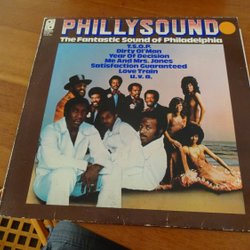 PHILLYSOUND
The Fantastic Sound of Philadelphia
T.S.O.P.
Dirty Ol' Man
Year Of Decision
Me And Mrs. Jones
Satisfaction Guaranteed
Love Train
u.v.a.